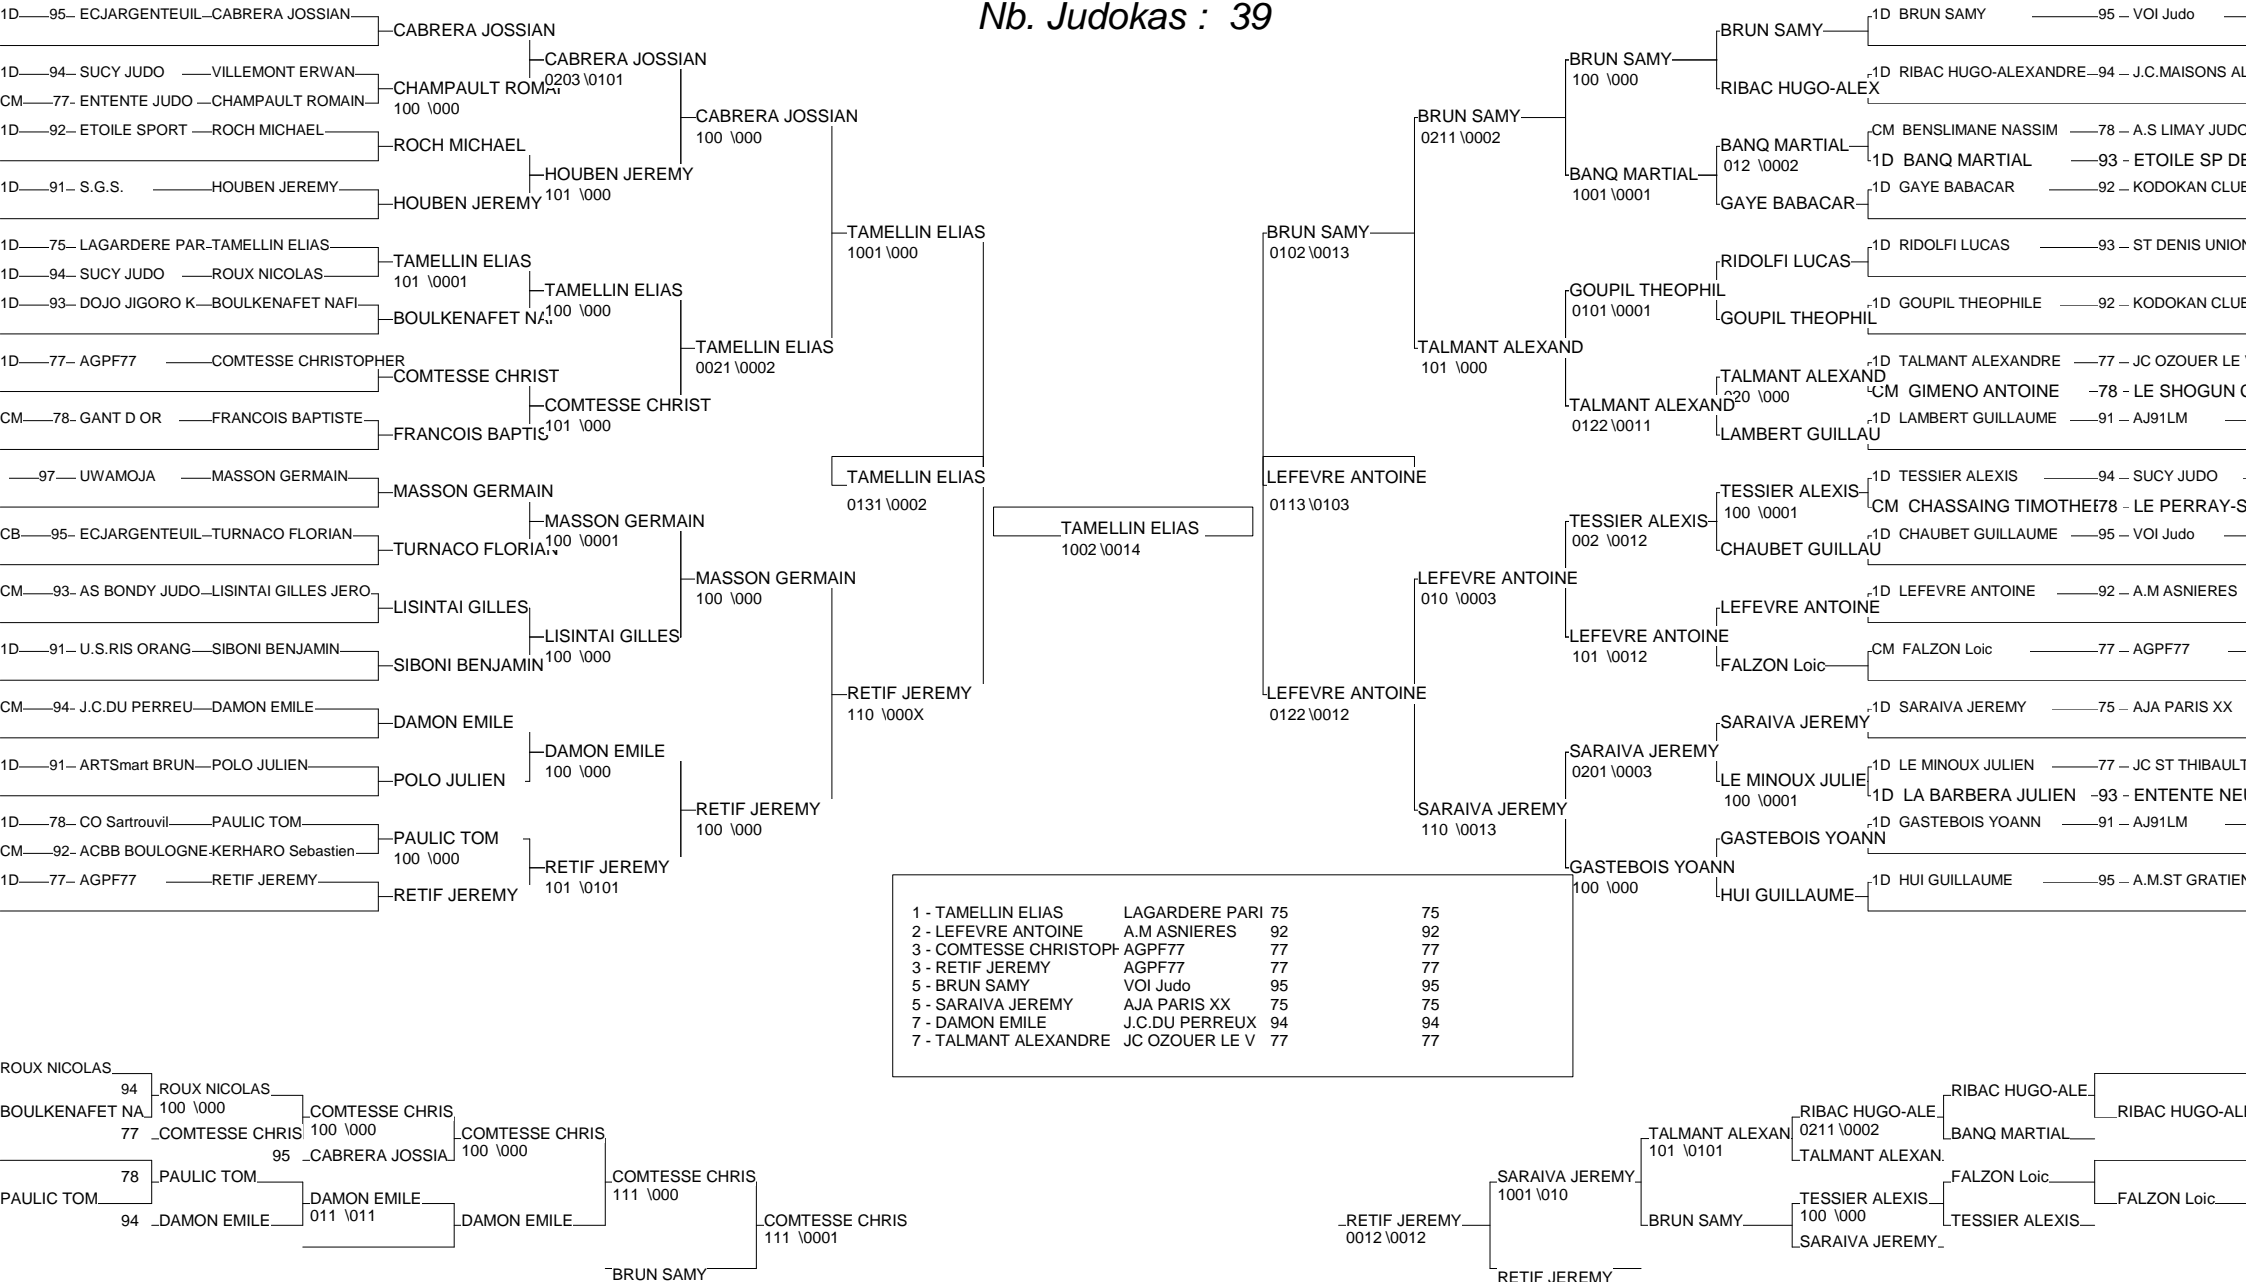 Nb. Judokas : 39
1D 95 ECJARGENTEUIL CABRERA JOSSIAN
1D 94 SUCY JUDO VILLEMONT ERWAN
CM 77 ENTENTE JUDO CHAMPAULT ROMAIN
1D 92 ETOILE SPORT ROCH MICHAEL
1D 91 S.G.S. HOUBEN JEREMY
1D 75 LAGARDERE PAR TAMELLIN ELIAS
1D 94 SUCY JUDO ROUX NICOLAS
1D 93 DOJO JIGORO K BOULKENAFET NAFI
1D 77 AGPF77 COMTESSE CHRISTOPHER
CM 78 GANT D OR FRANCOIS BAPTISTE
97 UWAMOJA MASSON GERMAIN
CB 95 ECJARGENTEUIL TURNACO FLORIAN
CM 93 AS BONDY JUDO LISINTAI GILLES JERO
1D 91 U.S.RIS ORANG SIBONI BENJAMIN
CM 94 J.C.DU PERREU DAMON EMILE
1D 91 ARTSmart BRUN POLO JULIEN
1D 78 CO Sartrouvil PAULIC TOM
CM 92 ACBB BOULOGNE KERHARO Sebastien
1D 77 AGPF77 RETIF JEREMY
CABRERA JOSSIAN
CHAMPAULT ROMAI
100 \000
ROCH MICHAEL
HOUBEN JEREMY
TAMELLIN ELIAS
101 \0001
BOULKENAFET NA
COMTESSE CHRIST
FRANCOIS BAPTIS
MASSON GERMAIN
TURNACO FLORIAN
LISINTAI GILLES
SIBONI BENJAMIN
DAMON EMILE
POLO JULIEN
PAULIC TOM
100 \000
RETIF JEREMY
CABRERA JOSSIAN
0203 \0101
HOUBEN JEREMY
101 \000
TAMELLIN ELIAS
100 \000
COMTESSE CHRIST
101 \000
MASSON GERMAIN
100 \0001
LISINTAI GILLES
100 \000
DAMON EMILE
100 \000
RETIF JEREMY
101 \0101
CABRERA JOSSIAN
100 \000
TAMELLIN ELIAS
0021 \0002
MASSON GERMAIN
100 \000
RETIF JEREMY
100 \000
TAMELLIN ELIAS
1001 \000
RETIF JEREMY
110 \000X
TAMELLIN ELIAS
0131 \0002
TAMELLIN ELIAS
1002 \0014
LEFEVRE ANTOINE
0113 \0103
BRUN SAMY
0102 \0013
LEFEVRE ANTOINE
0122 \0012
BRUN SAMY
0211 \0002
TALMANT ALEXAND
101 \000
LEFEVRE ANTOINE
010 \0003
SARAIVA JEREMY
110 \0013
BRUN SAMY
100 \000
BANQ MARTIAL
1001 \0001
GOUPIL THEOPHIL
0101 \0001
TALMANT ALEXAND
0122 \0011
TESSIER ALEXIS
002 \0012
LEFEVRE ANTOINE
101 \0012
SARAIVA JEREMY
0201 \0003
GASTEBOIS YOANN
100 \000
BRUN SAMY
RIBAC HUGO-ALEX
BANQ MARTIAL
012 \0002
GAYE BABACAR
RIDOLFI LUCAS
GOUPIL THEOPHIL
TALMANT ALEXAND
020 \000
LAMBERT GUILLAU
TESSIER ALEXIS
100 \0001
CHAUBET GUILLAU
LEFEVRE ANTOINE
FALZON Loic
SARAIVA JEREMY
LE MINOUX JULIE
100 \0001
GASTEBOIS YOANN
HUI GUILLAUME
1D BRUN SAMY 95 VOI Judo
1D RIBAC HUGO-ALEXANDRE 94 J.C.MAISONS AL
CM BENSLIMANE NASSIM 78 A.S LIMAY JUDO
1D BANQ MARTIAL 93 ETOILE SP DE
1D GAYE BABACAR 92 KODOKAN CLUB
1D RIDOLFI LUCAS 93 ST DENIS UNION
1D GOUPIL THEOPHILE 92 KODOKAN CLUB
1D TALMANT ALEXANDRE 77 JC OZOUER LE
CM GIMENO ANTOINE 78 LE SHOGUN
1D LAMBERT GUILLAUME 91 AJ91LM
1D TESSIER ALEXIS 94 SUCY JUDO
CM CHASSAING TIMOTHEE 78 LE PERRAY-S
1D CHAUBET GUILLAUME 95 VOI Judo
1D LEFEVRE ANTOINE 92 A.M ASNIERES
CM FALZON Loic 77 AGPF77
1D SARAIVA JEREMY 75 AJA PARIS XX
1D LE MINOUX JULIEN 77 JC ST THIBAULT
1D LA BARBERA JULIEN 93 ENTENTE NEU
1D GASTEBOIS YOANN 91 AJ91LM
1D HUI GUILLAUME 95 A.M.ST GRATIEN
1 - TAMELLIN ELIAS LAGARDERE PARI 75 75
2 - LEFEVRE ANTOINE A.M ASNIERES 92 92
3 - COMTESSE CHRISTOPH AGPF77 77 77
3 - RETIF JEREMY AGPF77 77 77
5 - BRUN SAMY VOI Judo 95 95
5 - SARAIVA JEREMY AJA PARIS XX 75 75
7 - DAMON EMILE J.C.DU PERREUX 94 94
7 - TALMANT ALEXANDRE JC OZOUER LE V 77 77
ROUX NICOLAS
BOULKENAFET NA
PAULIC TOM
94 ROUX NICOLAS
100 \000
77 COMTESSE CHRIS
78 PAULIC TOM
94 DAMON EMILE
COMTESSE CHRIS
100 \000
95 CABRERA JOSSIA
DAMON EMILE
011 \011
COMTESSE CHRIS
100 \000
DAMON EMILE
COMTESSE CHRIS
111 \000
BRUN SAMY
COMTESSE CHRIS
111 \0001
RETIF JEREMY
0012 \0012
SARAIVA JEREMY
1001 \010
RETIF JEREMY
TALMANT ALEXAN
101 \0101
BRUN SAMY
RIBAC HUGO-ALE
0211 \0002
TALMANT ALEXAN
TESSIER ALEXIS
100 \000
SARAIVA JEREMY
RIBAC HUGO-ALE
BANQ MARTIAL
FALZON Loic
TESSIER ALEXIS
RIBAC HUGO-ALE
FALZON Loic